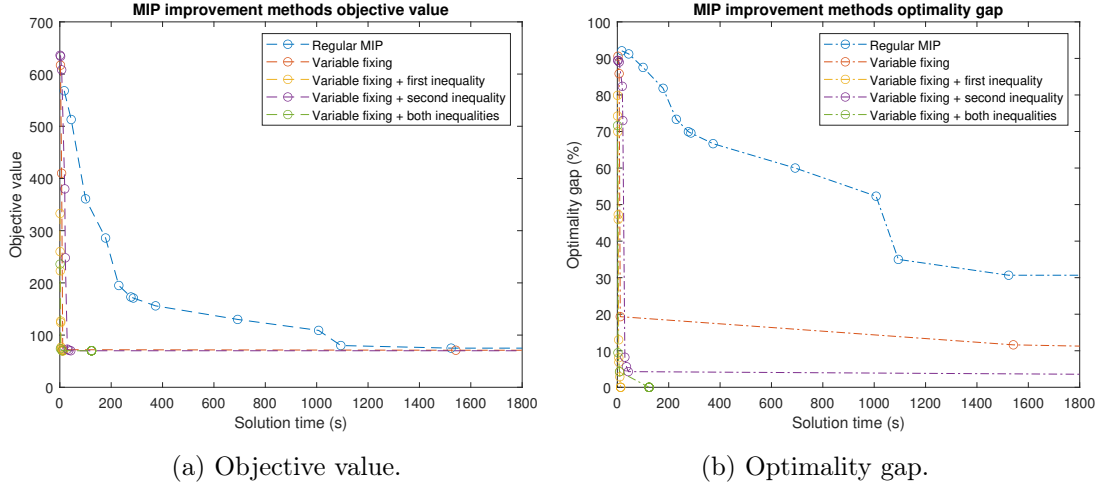 MIP improvement methods objective value
700
600
500
400
300
200
100
0
Objective value
Regular MIP
Variable fixing
Variable fixing + first inequality
Variable fixing + second inequality
Variable fixing + both inequalities
0 200 400 600 800 1000 1200 1400 1600 1800
Solution time (s)
(a) Objective value.
MIP improvement methods optimality gap
100
90
80
70
60
50
40
30
20
10
0
Optimality gap (%)
Regular MIP
Variable fixing
Variable fixing + first inequality
Variable fixing + second inequality
Variable fixing + both inequalities
0 200 400 600 800 1000 1200 1400 1600 1800
Solution time (s)
(b) Optimality gap.